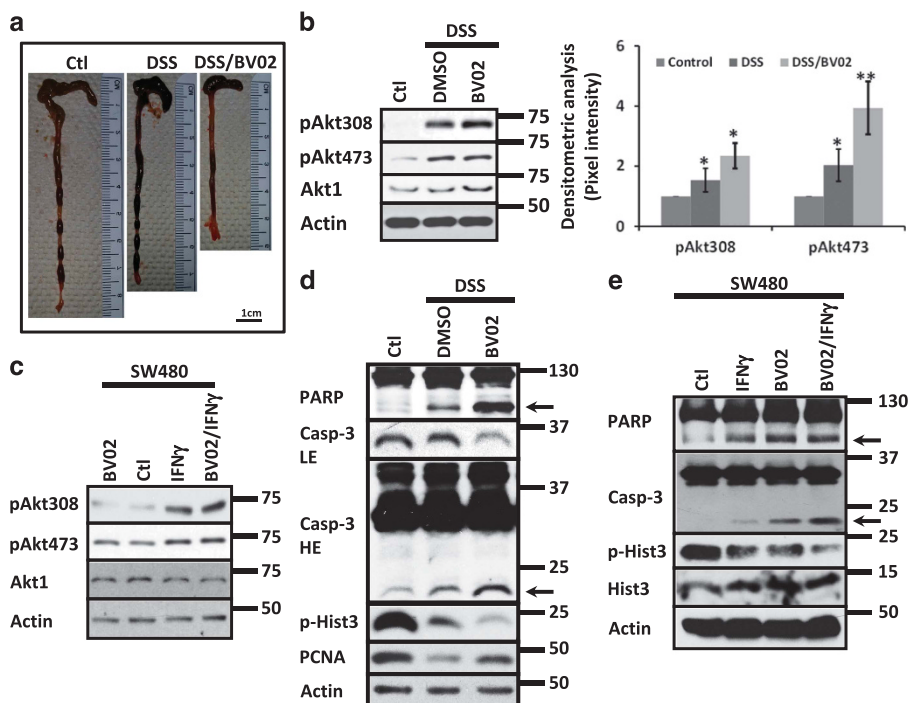 a
Ctl DSS DSS/BV02
1cm
b
DSS
Ctl DMSO BV02
pAkt308
75
75
pAkt473
75
Akt1
50
Actin
Densitometric analysis
(Pixel intensity)
6
4
2
0
Control DSS DSS/BV02
* * * **
pAkt308 pAkt473
c
SW480
BV02 Ctl IFNγ BV02/IFNγ
pAkt308
75
pAkt473
75
Akt1
75
Actin
50
d
DSS
Ctl DMSO BV02
130
PARP
37
Casp-3
LE
37
Casp-3
HE
25
p-Hist3
25
PCNA
50
Actin
50
e
SW480
Ctl IFNγ BV02 BV02/IFNγ
130
PARP
37
Casp-3
25
p-Hist3
25
Hist3
15
Actin
50